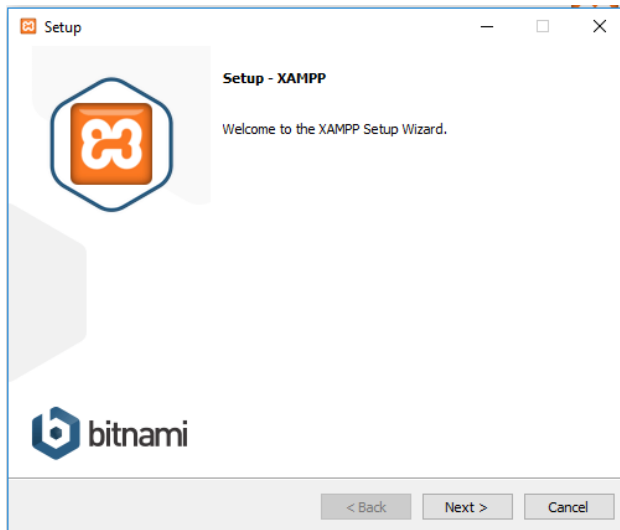 Setup
Setup - XAMPP
Welcome to the XAMPP Setup Wizard.
bitnami
< Back Next > Cancel